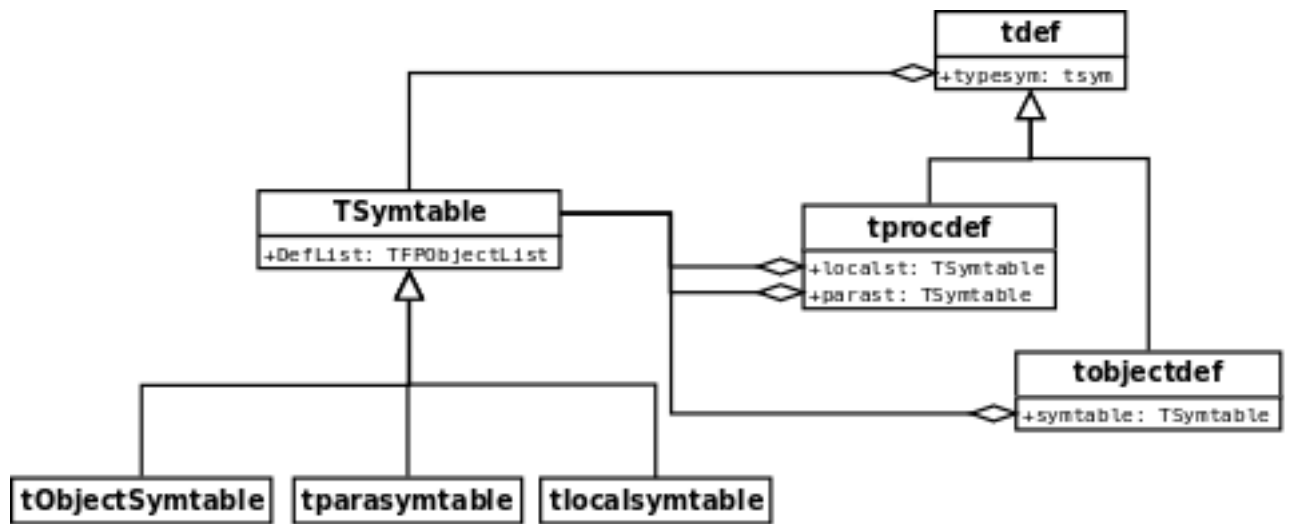 tdef
+typesym: tsym
TSymtable
+DefList: TFPObjectList
tprocdef
+localst: TSymtable
+parast: TSymtable
tobjectdef
+symtable: TSymtable
tObjectSymtable
tparasymtable
tlocalsymtable